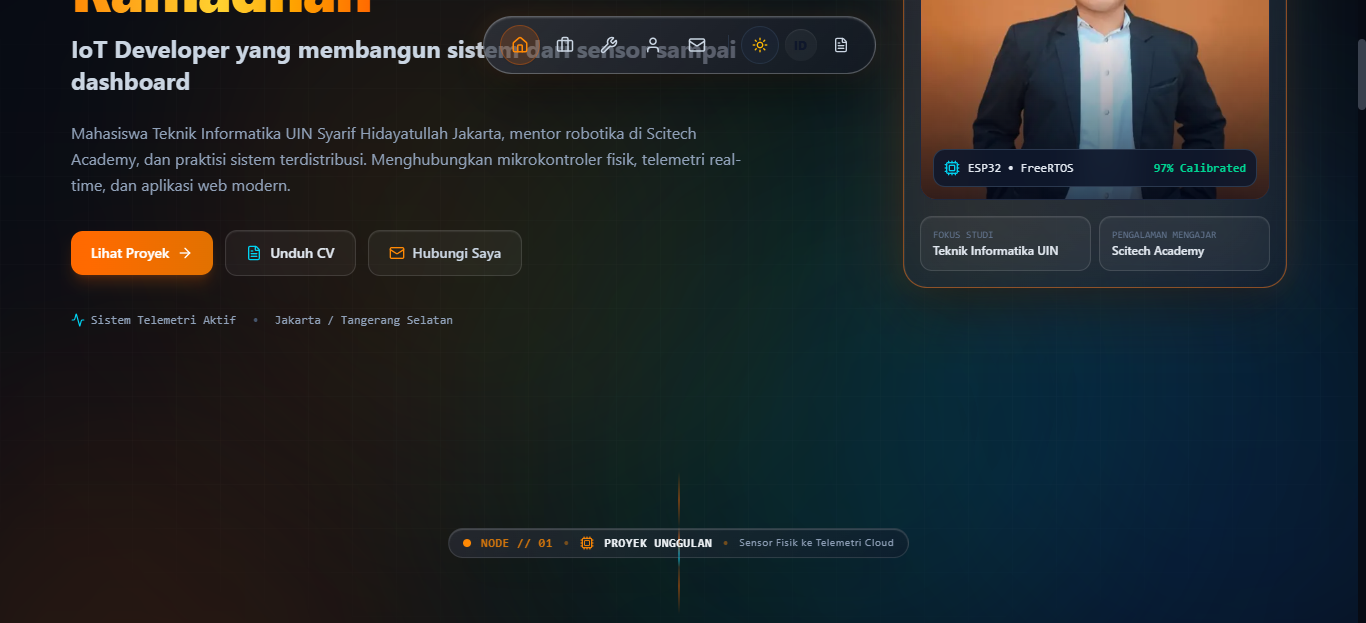 Ramadhan
ID
IoT Developer yang membangun sistem dari sensor sampai
dashboard
Mahasiswa Teknik Informatika UIN Syarif Hidayatullah Jakarta, mentor robotika di Scitech
Academy, dan praktisi sistem terdistribusi. Menghubungkan mikrokontroler fisik, telemetri real-
time, dan aplikasi web modern.
Lihat Proyek
Unduh CV
Hubungi Saya
Sistem Telemetri Aktif • Jakarta / Tangerang Selatan
ESP32 • FreeRTOS
97% Calibrated
FOKUS STUDI
Teknik Informatika UIN
PENGALAMAN MENGAJAR
Scitech Academy
NODE // 01 • PROYEK UNGGULAN • Sensor Fisik ke Telemetri Cloud